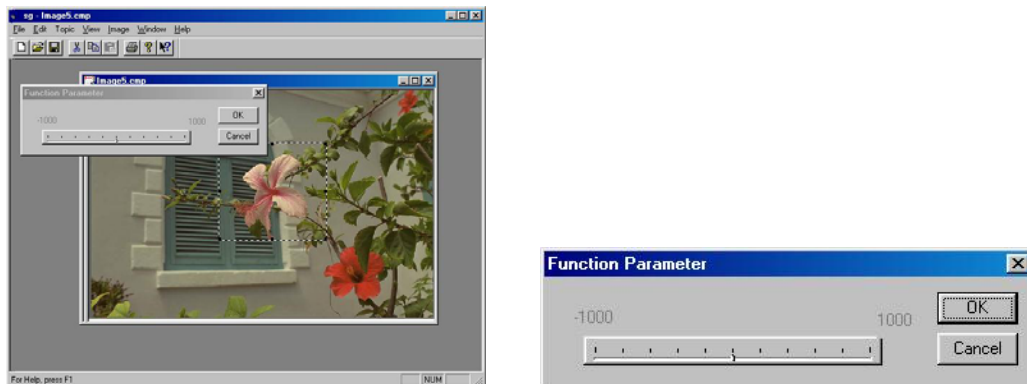 sg - Image5.cmp
File Edit Topic View Image Window Help
Image5.cmp
Function Parameter
-1000 1000
OK
Cancel
For Help, press F1
NUM
Function Parameter
-1000 1000
OK
Cancel